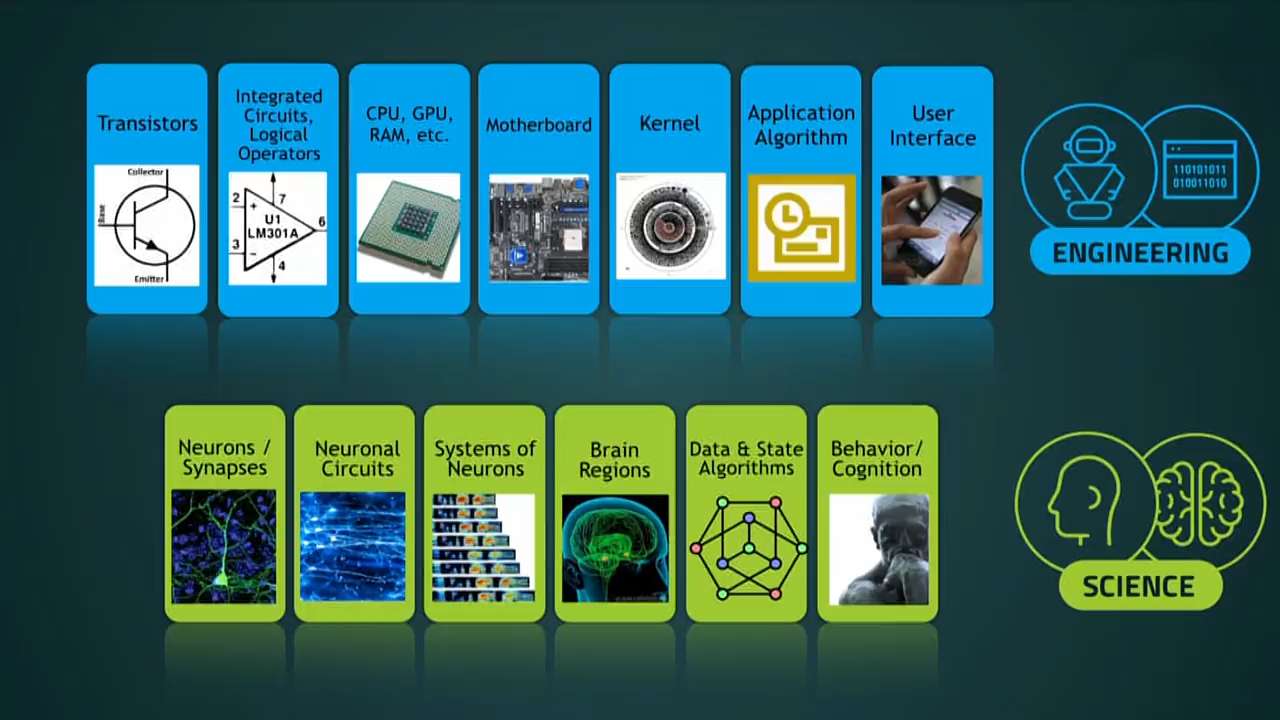 Transistors
Integrated
Circuits,
Logical
Operators
CPU, GPU,
RAM, etc.
Motherboard
Kernel
Application
Algorithm
User
Interface
Collector
Base
Emitter
2
+
7
U1
LM301A
6
3
-
4
110101011
010011010
ENGINEERING
Neurons /
Synapses
Neuronal
Circuits
Systems of
Neurons
Brain
Regions
Data & State
Algorithms
Behavior/
Cognition
SCIENCE